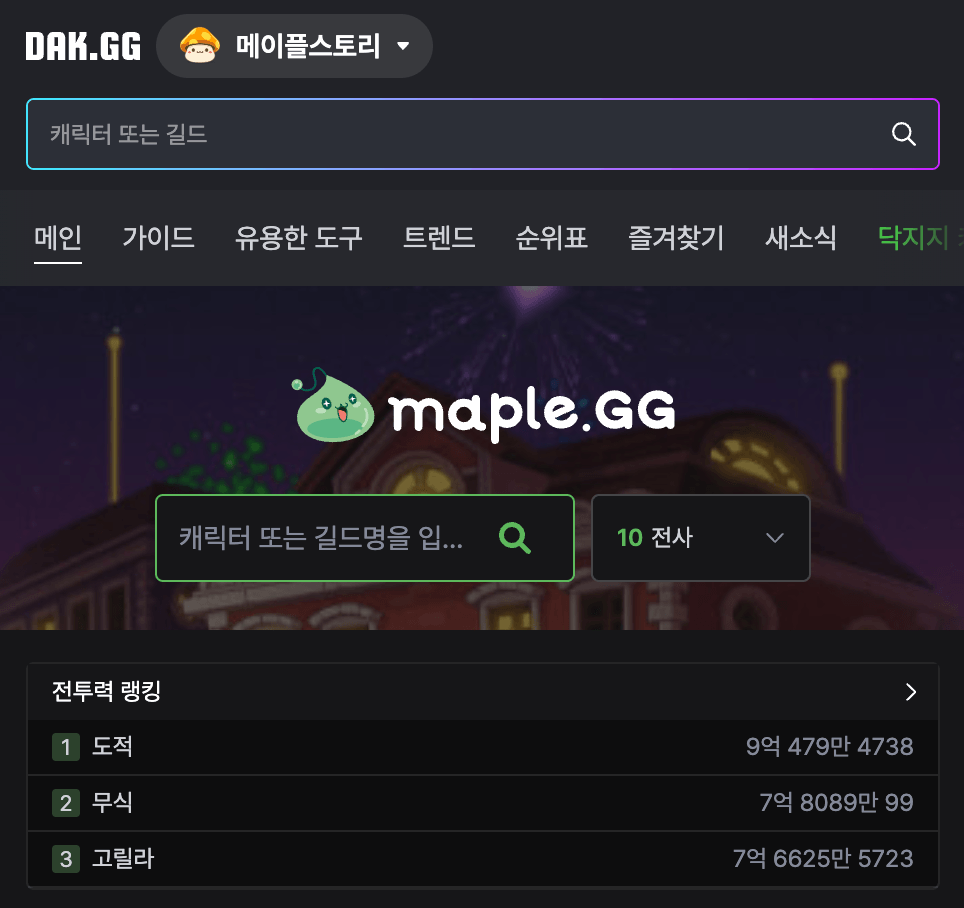 DAK.GG 메이플스토리
캐릭터 또는 길드
메인 가이드 유용한 도구 트렌드 순위표 즐겨찾기 새소식 닥지지
maple.GG
캐릭터 또는 길드명을 입...
10 전사
전투력 랭킹
1 도적 9억 479만 4738
2 무식 7억 8089만 99
3 고릴라 7억 6625만 5723